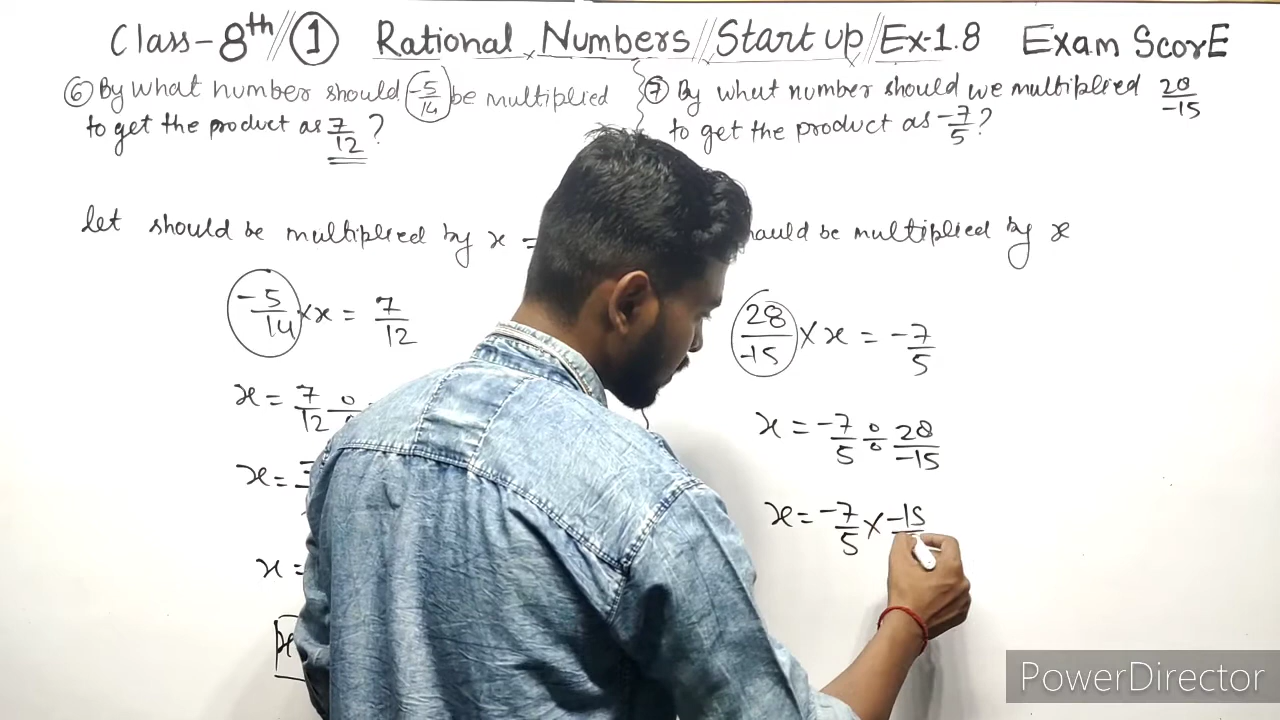 Class-8th // ① Rational Numbers // Start up // Ex-1.8 Exam ScorE
⑥ By what number should -5/14 be multiplied
to get the product as 7/12 ?
let should be multiplied by x =
-5/14 × x = 7/12
x = 7/12 ÷
x =
x =
⑦ By what number should we multiplied 28/-15
to get the product as -7/5 ?
should be multiplied by x
28/-15 × x = -7/5
x = -7/5 ÷ 28/-15
x = -7/5 × -15
PowerDirector